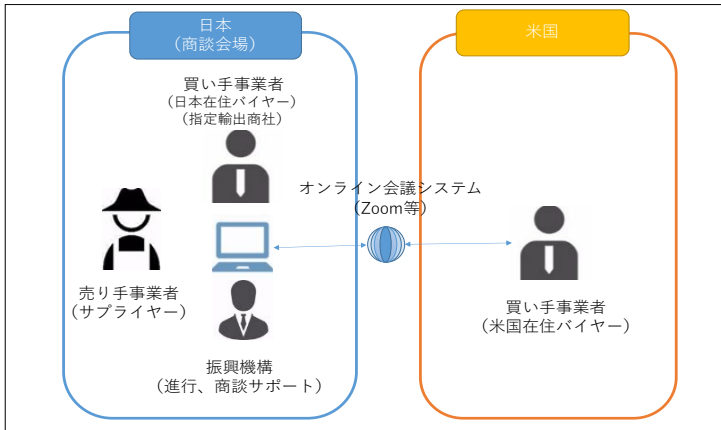 日本
（商談会場）
米国
買い手事業者
（日本在住バイヤー）
（指定輸出商社）
オンライン会議システム
（Zoom等）
売り手事業者
（サプライヤー）
買い手事業者
（米国在住バイヤー）
振興機構
（進行、商談サポート）